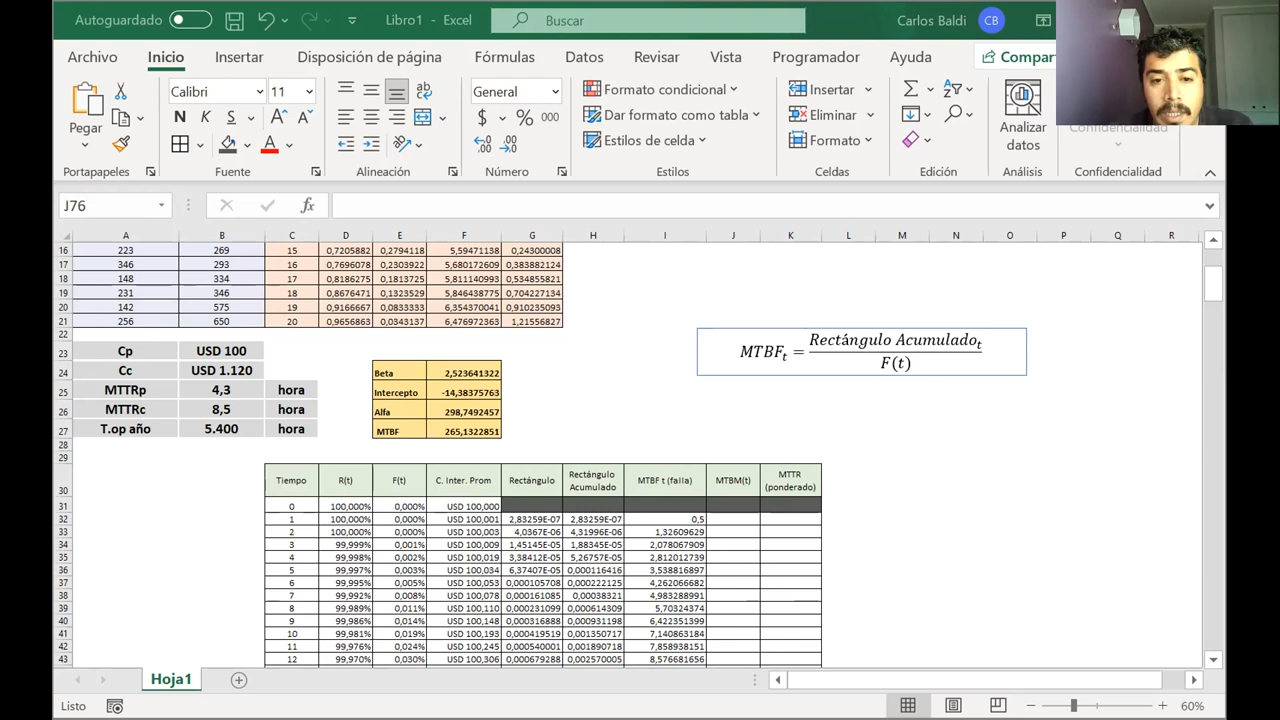 Autoguardado Libro1 - Excel Buscar Carlos Baldi CB
Archivo Inicio Insertar Disposición de página Fórmulas Datos Revisar Vista Programador Ayuda Compar
Pegar Calibri 11 General Formato condicional Insertar
N K S $ % 000 Dar formato como tabla Eliminar Analizar datos Confidencialidad
Estilos de celda Formato
Portapapeles Fuente Alineación Número Estilos Celdas Edición Análisis Confidencialidad
J76 fx
A B C D E F G H I J K L M N O P Q R
16 223 269 15 0,7205882 0,2794118 5,59471138 0,24300008
17 346 293 16 0,7696078 0,2303922 5,680172609 0,383882124
18 148 334 17 0,8186275 0,1813725 5,811140993 0,534855821
19 231 346 18 0,8676471 0,1323529 5,846438775 0,704227134
20 142 575 19 0,9166667 0,0833333 6,354370041 0,910235093
21 256 650 20 0,9656863 0,0343137 6,476972363 1,21556827
22
MTBFt = Rectángulo Acumuladot
F(t)
23 Cp USD 100
24 Cc USD 1.120 Beta 2,523641322
25 MTTRp 4,3 hora Intercepto -14,38375763
26 MTTRc 8,5 hora Alfa 298,7492457
27 T.op año 5.400 hora MTBF 265,1322851
28
29
30 Tiempo R(t) F(t) C. Inter. Prom Rectángulo Rectángulo Acumulado MTBF t (falla) MTBM(t) MTTR (ponderado)
31 0 100,000% 0,000% USD 100,000
32 1 100,000% 0,000% USD 100,001 2,83259E-07 2,83259E-07 0,5
33 2 100,000% 0,000% USD 100,003 4,0367E-06 4,31996E-06 1,32609629
34 3 99,999% 0,001% USD 100,009 1,45145E-05 1,88345E-05 2,078067909
35 4 99,998% 0,002% USD 100,019 3,38412E-05 5,26757E-05 2,812012739
36 5 99,997% 0,003% USD 100,034 6,37407E-05 0,000116416 3,538816897
37 6 99,995% 0,005% USD 100,053 0,000105708 0,000222125 4,262066682
38 7 99,992% 0,008% USD 100,078 0,000161085 0,00038321 4,983288991
39 8 99,989% 0,011% USD 100,110 0,000231099 0,000614309 5,70324374
40 9 99,986% 0,014% USD 100,148 0,000316888 0,000931198 6,422351399
41 10 99,981% 0,019% USD 100,193 0,000419519 0,001350717 7,140863184
42 11 99,976% 0,024% USD 100,245 0,000540001 0,001890718 7,858938151
43 12 99,970% 0,030% USD 100,306 0,000679288 0,002570005 8,576681656
Hoja1
Listo 60%